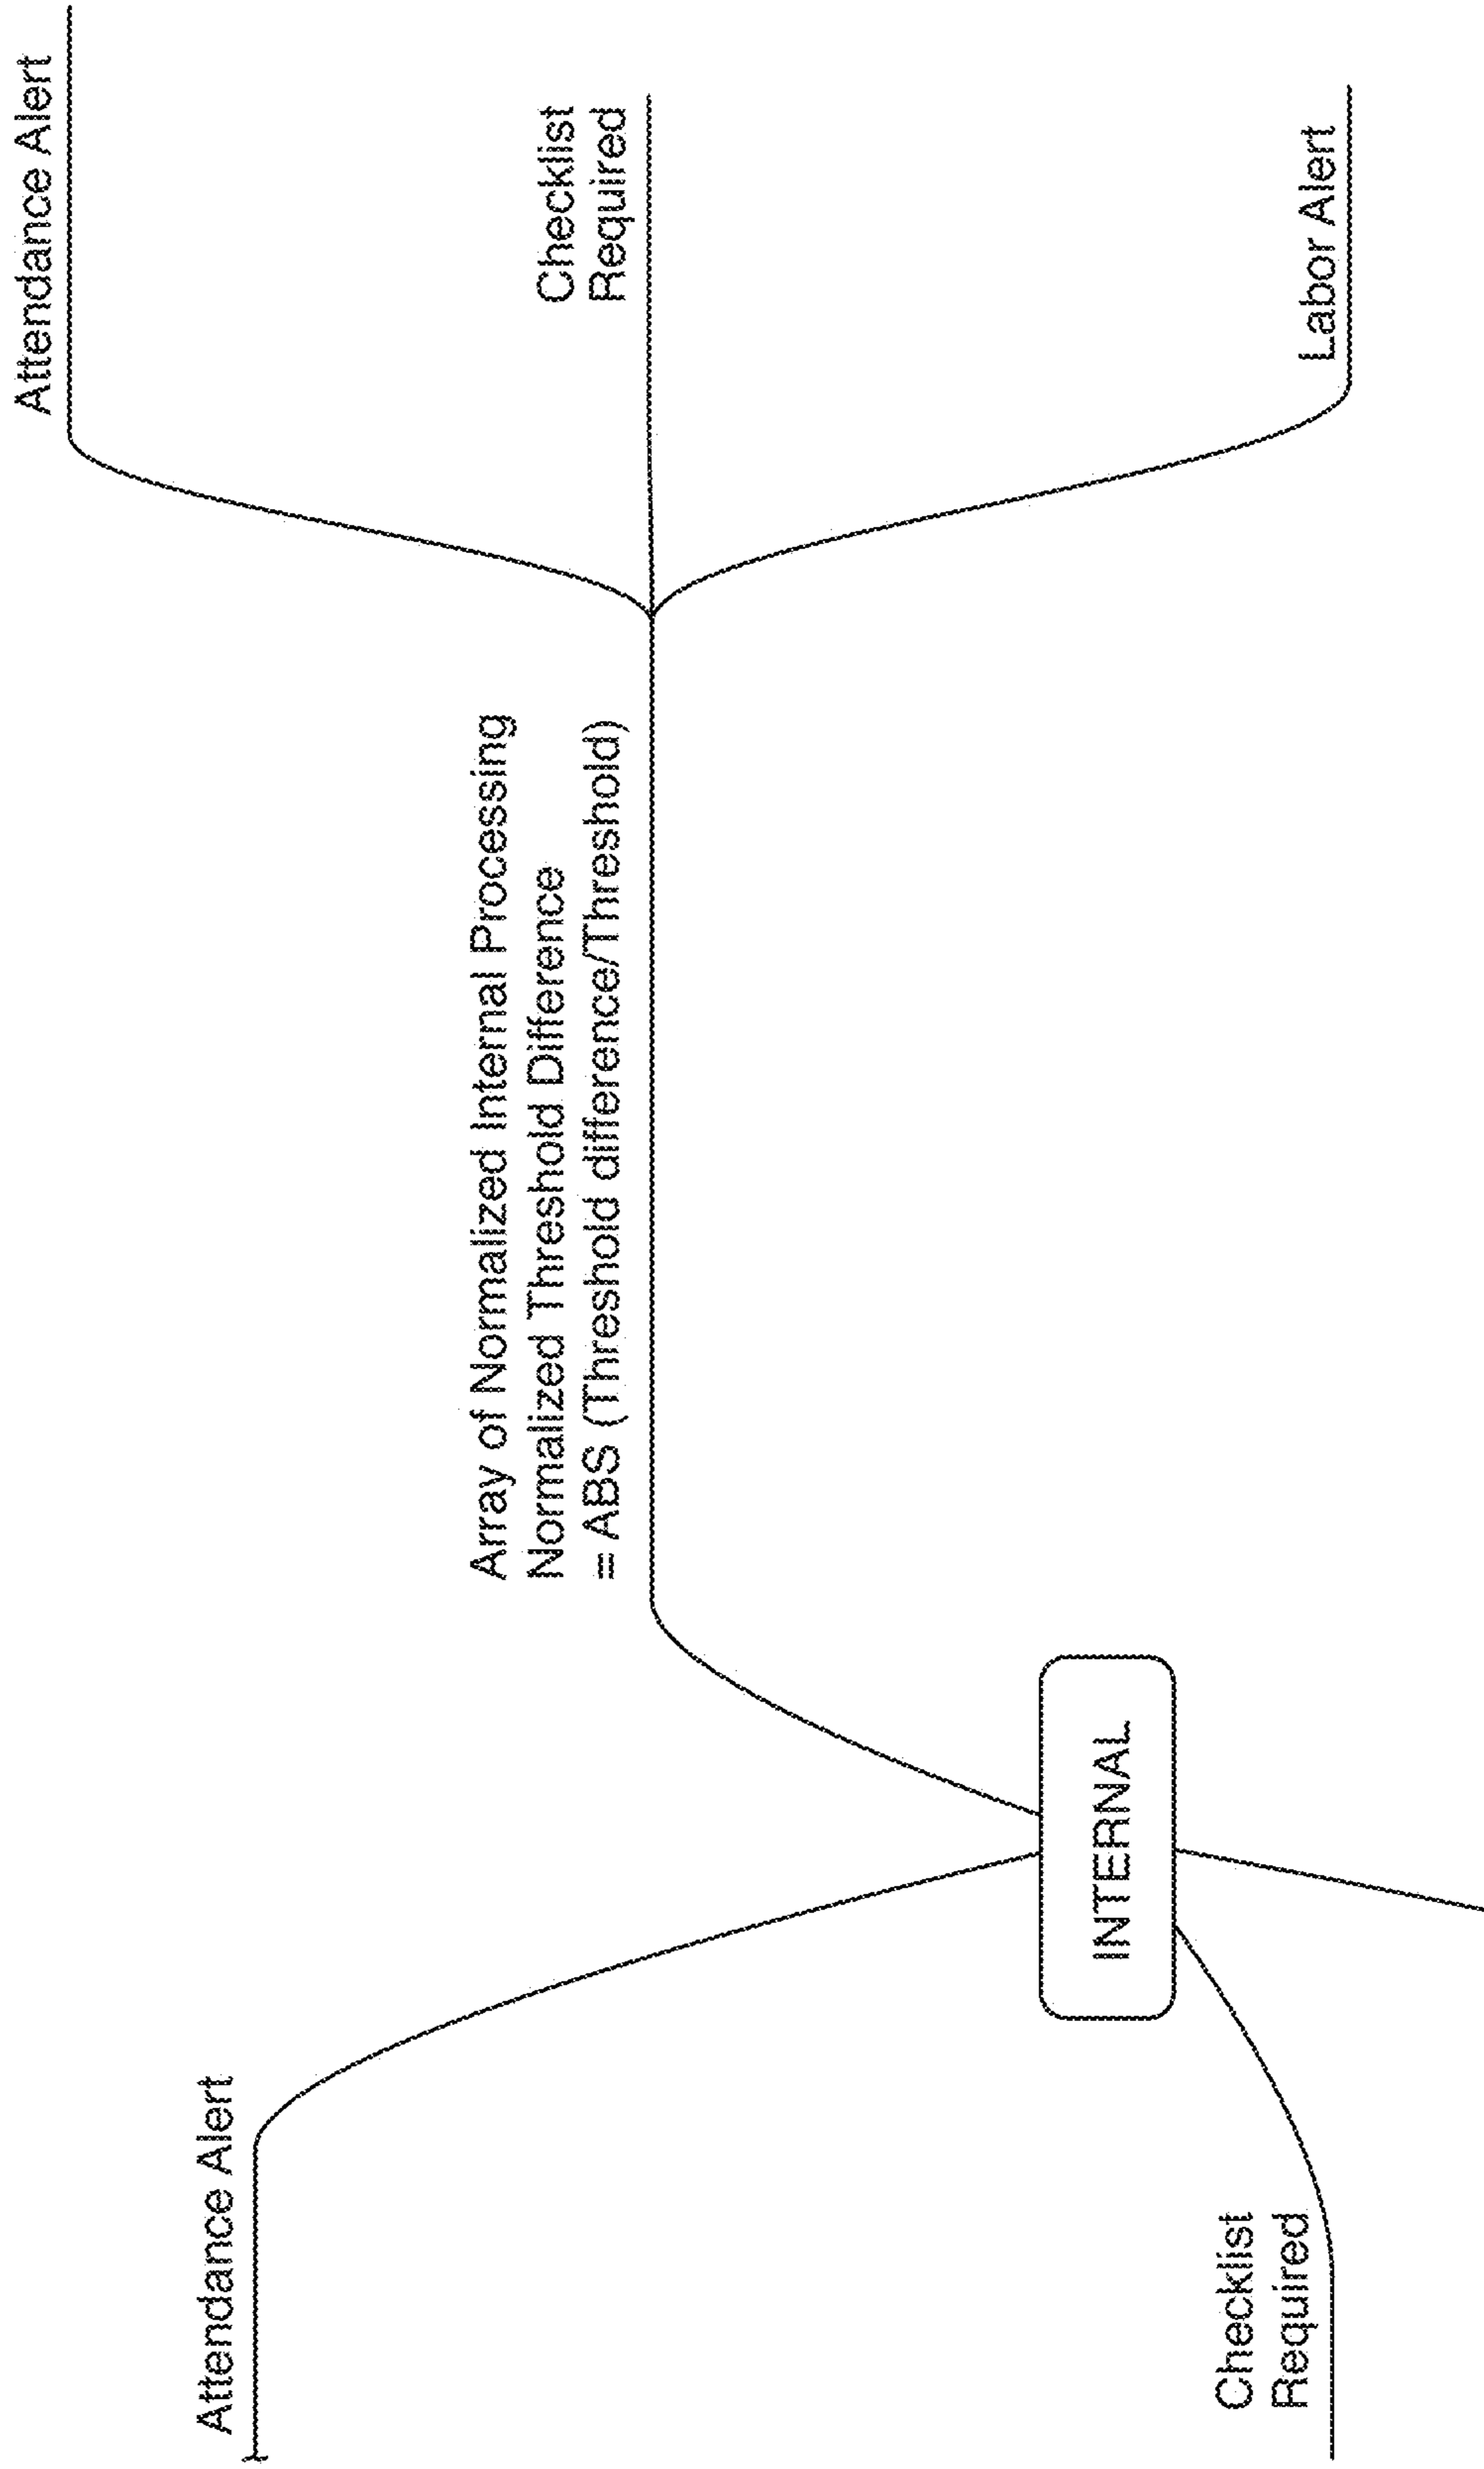 Attendance Alert
Checklist
Required
INTERNAL
Array of Normalized Internal Processing
Normalized Threshold Difference
= ABS (Threshold difference/Threshold)
Attendance Alert
Checklist
Required
Labor Alert